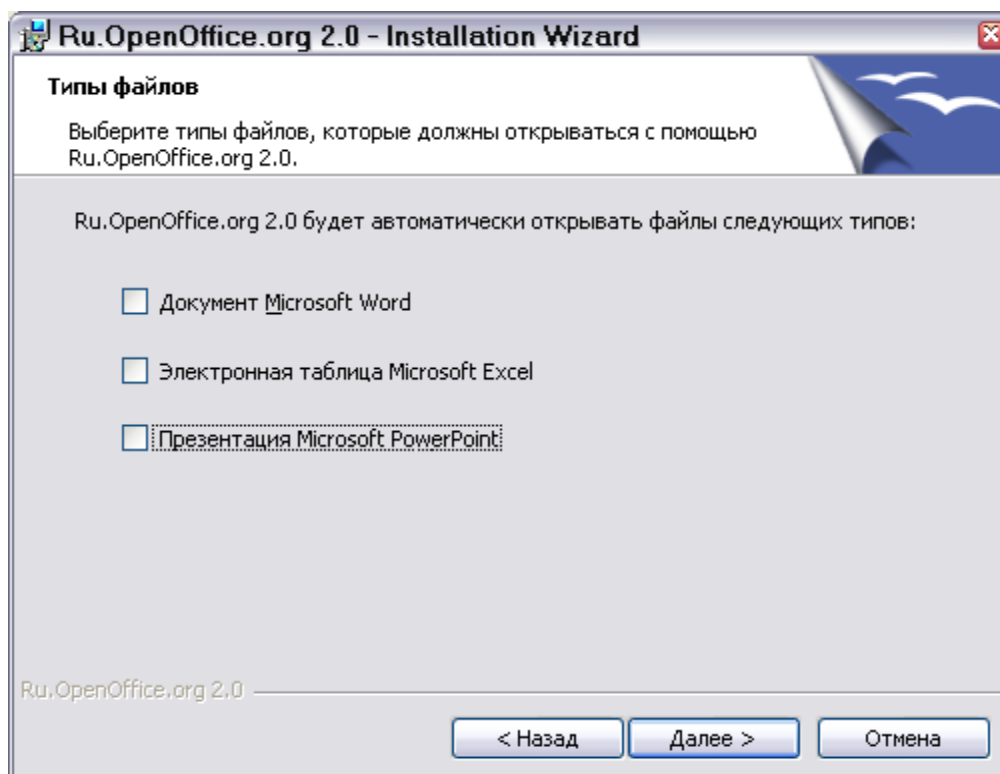 Ru.OpenOffice.org 2.0 - Installation Wizard
Типы файлов
Выберите типы файлов, которые должны открываться с помощью
Ru.OpenOffice.org 2.0.
Ru.OpenOffice.org 2.0 будет автоматически открывать файлы следующих типов:
Документ Microsoft Word
Электронная таблица Microsoft Excel
Презентация Microsoft PowerPoint
Ru.OpenOffice.org 2.0
< Назад
Далее >
Отмена